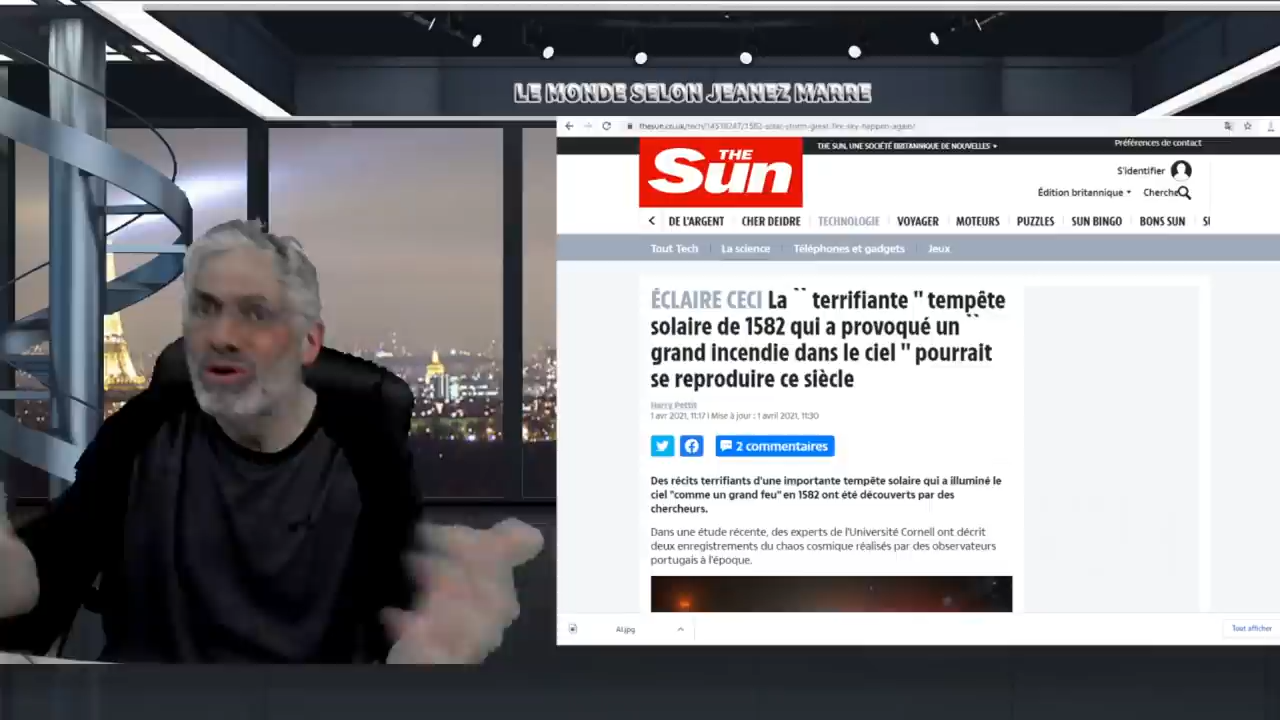 LE MONDE SELON JEANEZ MARRE
THE SUN, UNE SOCIÉTÉ BRITANNIQUE DE NOUVELLES
Préférences de contact
THE
Sun
S'identifier
Édition britannique
Cherche
DE L'ARGENT CHER DEIDRE TECHNOLOGIE VOYAGER MOTEURS PUZZLES SUN BINGO BONS SUN
Tout Tech La science Téléphones et gadgets Jeux
ÉCLAIRE CECI La `` terrifiante " tempête
solaire de 1582 qui a provoqué un ``
grand incendie dans le ciel " pourrait
se reproduire ce siècle
Harry Pettit
1 avr 2021, 11:17 | Mise à jour : 1 avril 2021, 11:30
2 commentaires
Des récits terrifiants d'une importante tempête solaire qui a illuminé le
ciel "comme un grand feu" en 1582 ont été découverts par des
chercheurs.
Dans une étude récente, des experts de l'Université Cornell ont décrit
deux enregistrements du chaos cosmique réalisés par des observateurs
portugais à l'époque.
AI.jpg
Tout afficher